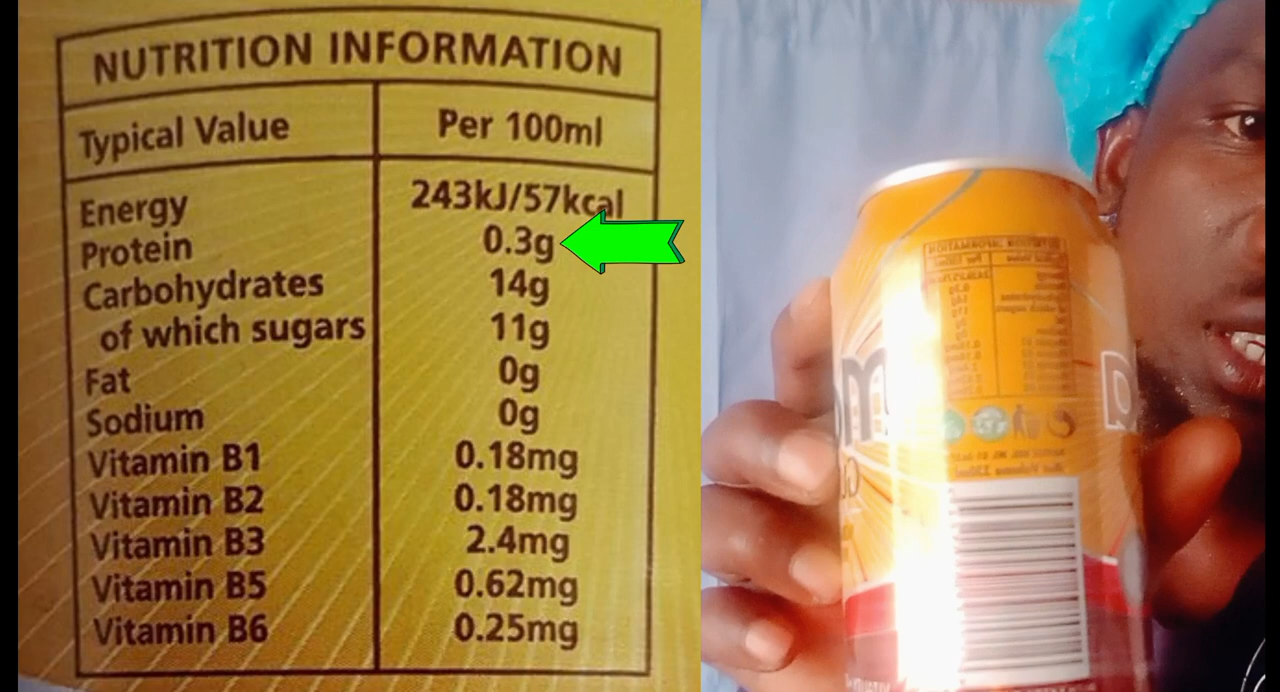 NUTRITION INFORMATION
Typical Value Per 100ml
Energy 243kJ/57kcal
Protein 0.3g
Carbohydrates 14g
of which sugars 11g
Fat 0g
Sodium 0g
Vitamin B1 0.18mg
Vitamin B2 0.18mg
Vitamin B3 2.4mg
Vitamin B5 0.62mg
Vitamin B6 0.25mg